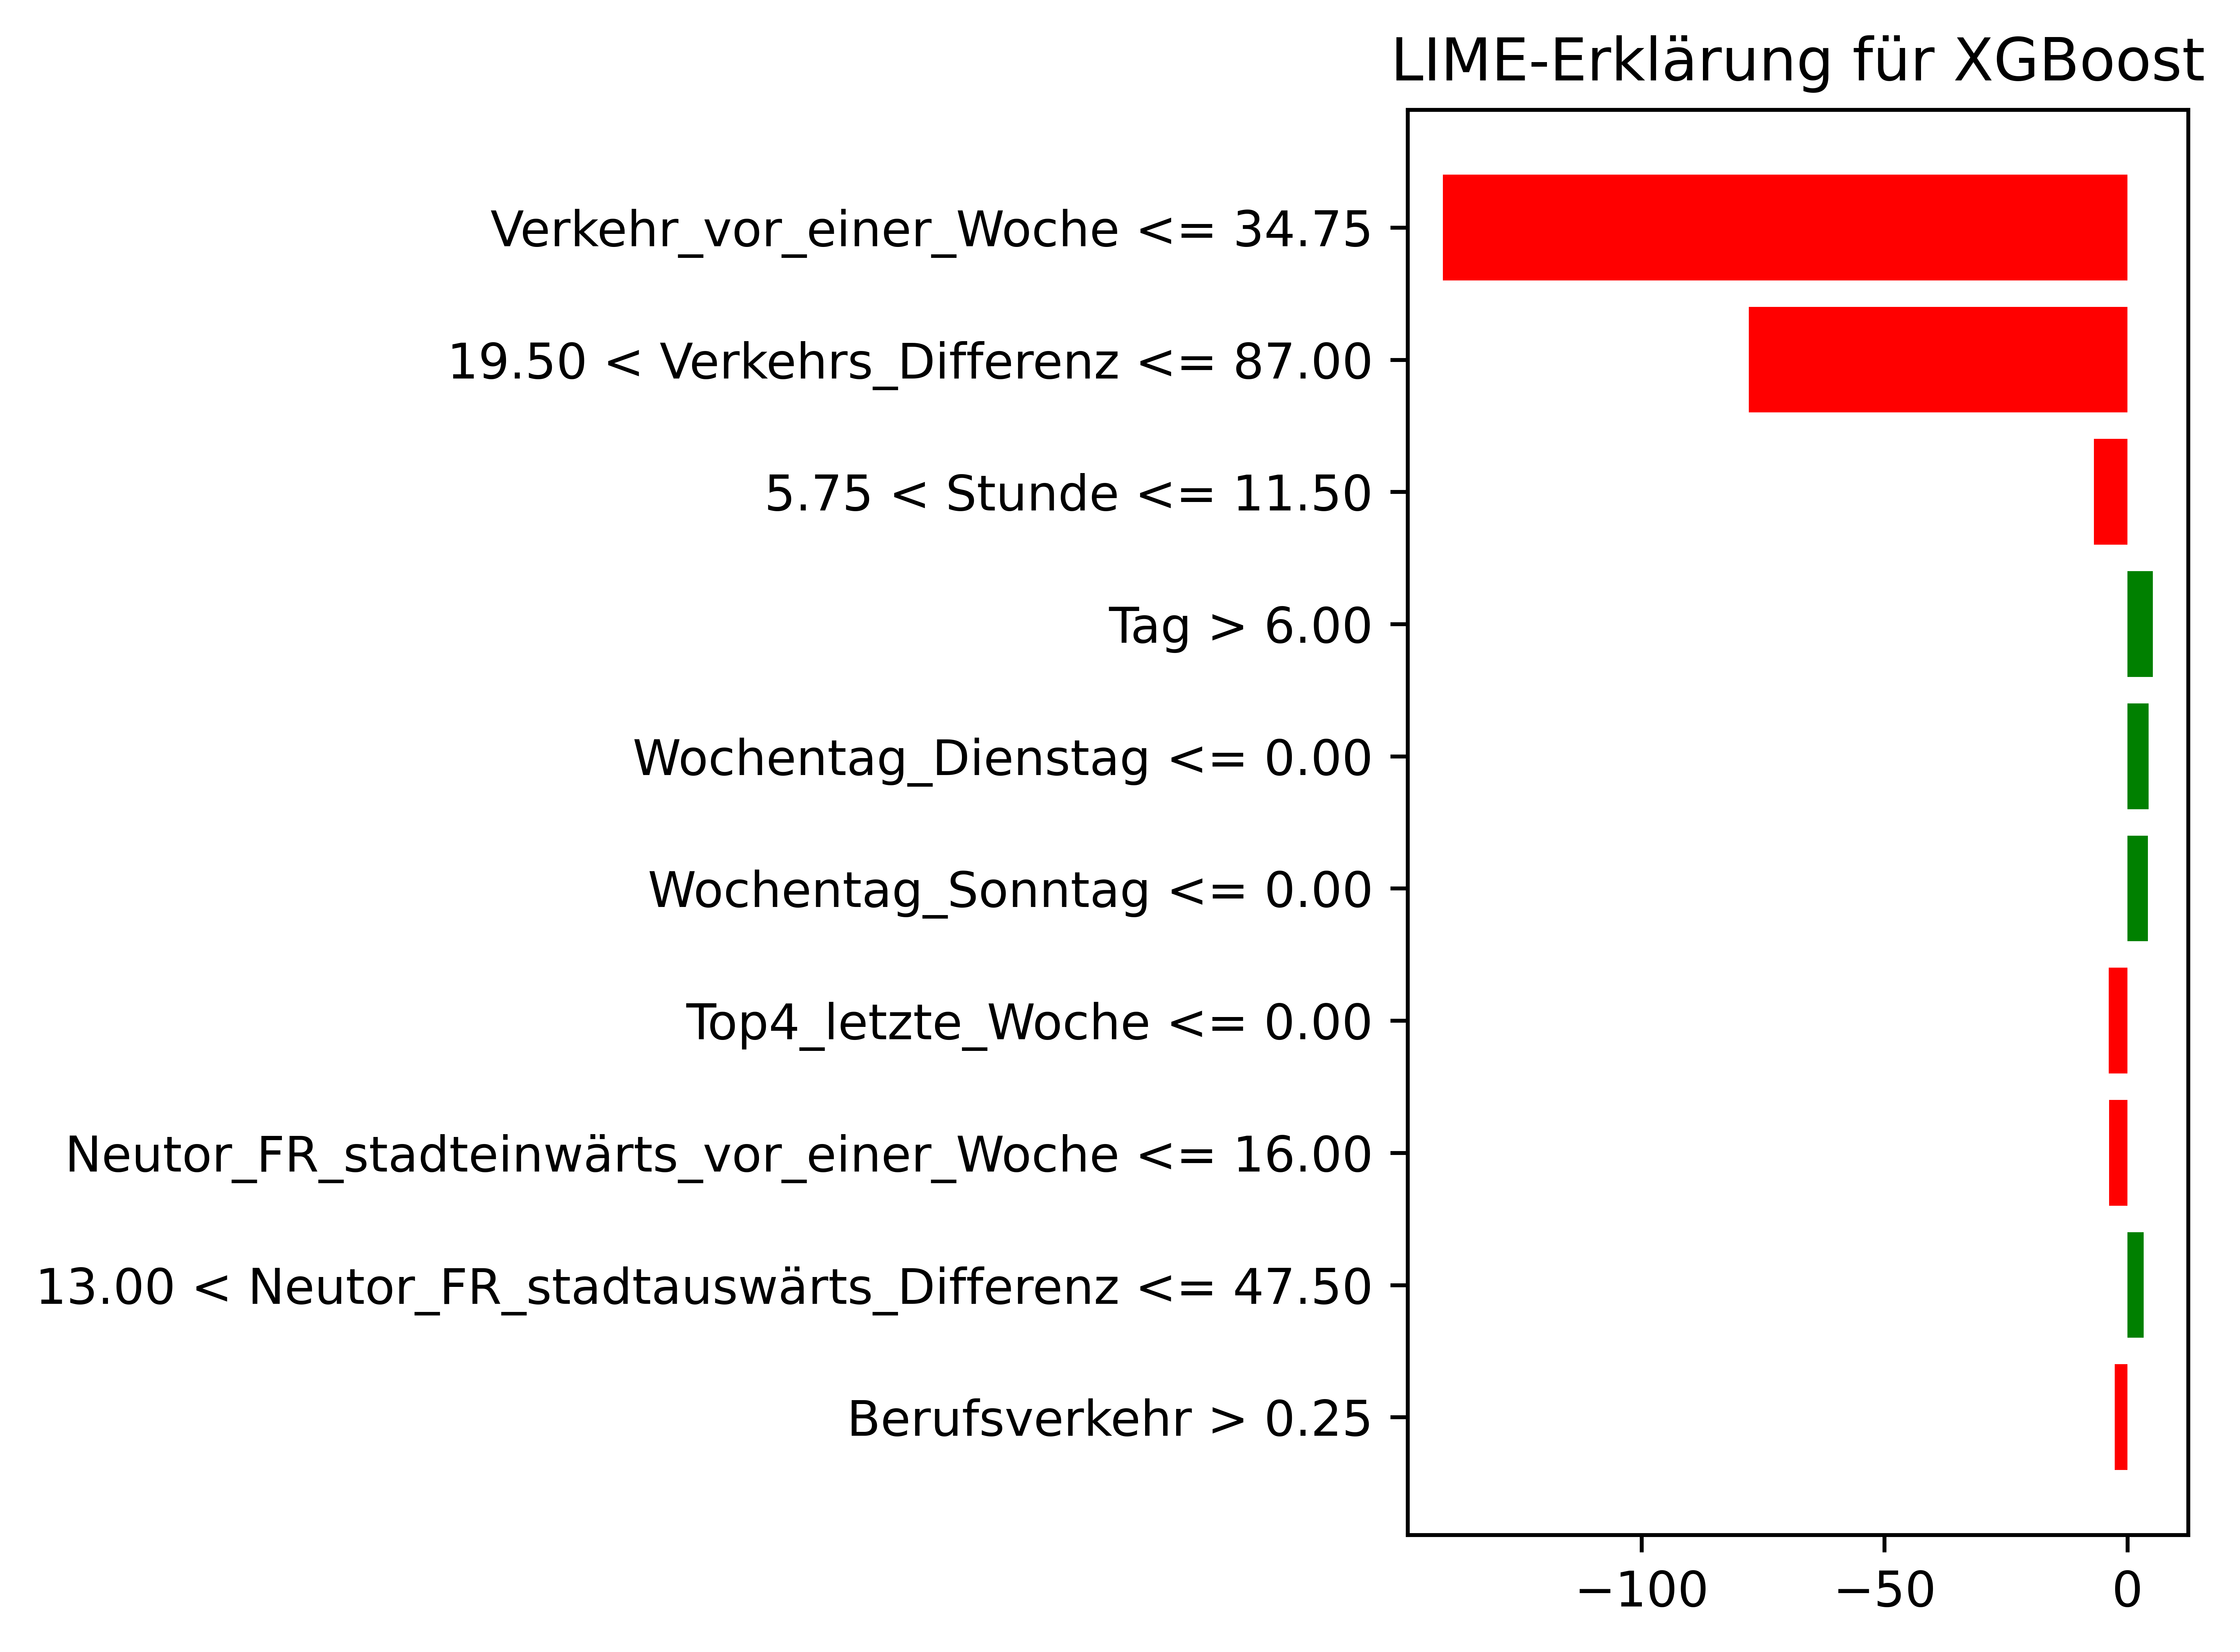 LIME-Erklärung für XGBoost
Verkehr_vor_einer_Woche <= 34.75
19.50 < Verkehrs_Differenz <= 87.00
5.75 < Stunde <= 11.50
Tag > 6.00
Wochentag_Dienstag <= 0.00
Wochentag_Sonntag <= 0.00
Top4_letzte_Woche <= 0.00
Neutor_FR_stadteinwärts_vor_einer_Woche <= 16.00
13.00 < Neutor_FR_stadtauswärts_Differenz <= 47.50
Berufsverkehr > 0.25
−100 −50 0